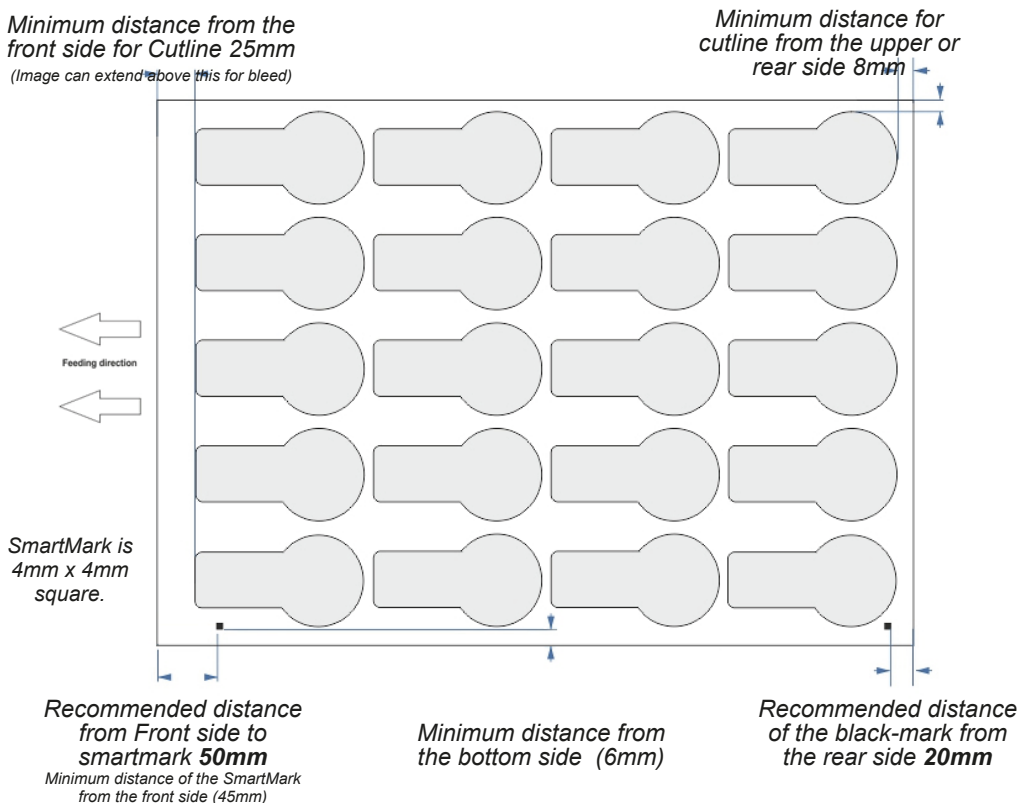 Minimum distance from the
front side for Cutline 25mm
(Image can extend above this for bleed)
Minimum distance for
cutline from the upper or
rear side 8mm
Feeding direction
SmartMark is
4mm x 4mm
square.
Recommended distance
from Front side to
smartmark 50mm
Minimum distance of the SmartMark
from the front side (45mm)
Minimum distance from
the bottom side (6mm)
Recommended distance
of the black-mark from
the rear side 20mm